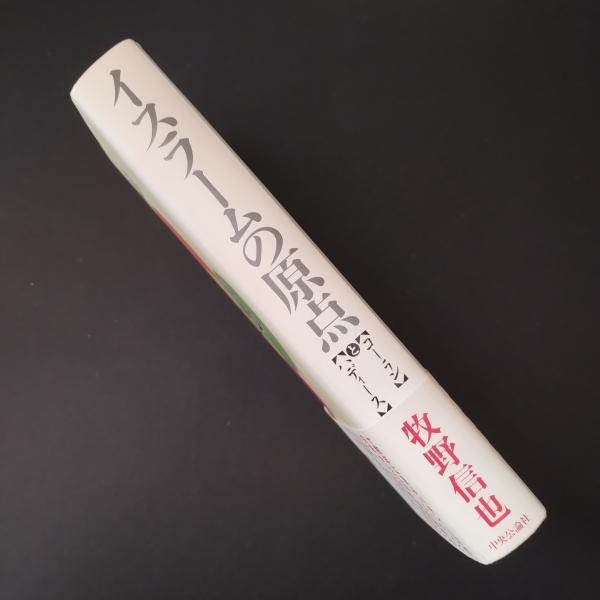 イスラームの原点
【コーラン】
と
【ハディース】
牧野信也
中央公論社